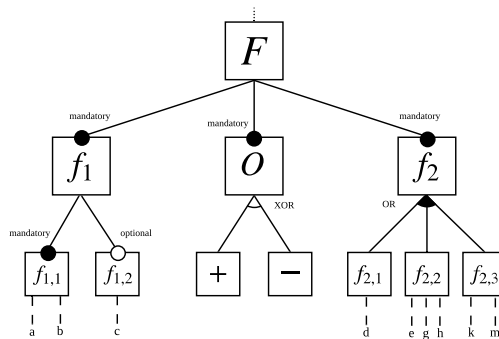 F
mandatory
mandatory
mandatory
f1
O
f2
mandatory
optional
XOR
OR
f1,1
f1,2
+
−
f2,1
f2,2
f2,3
a b c d e g h k m